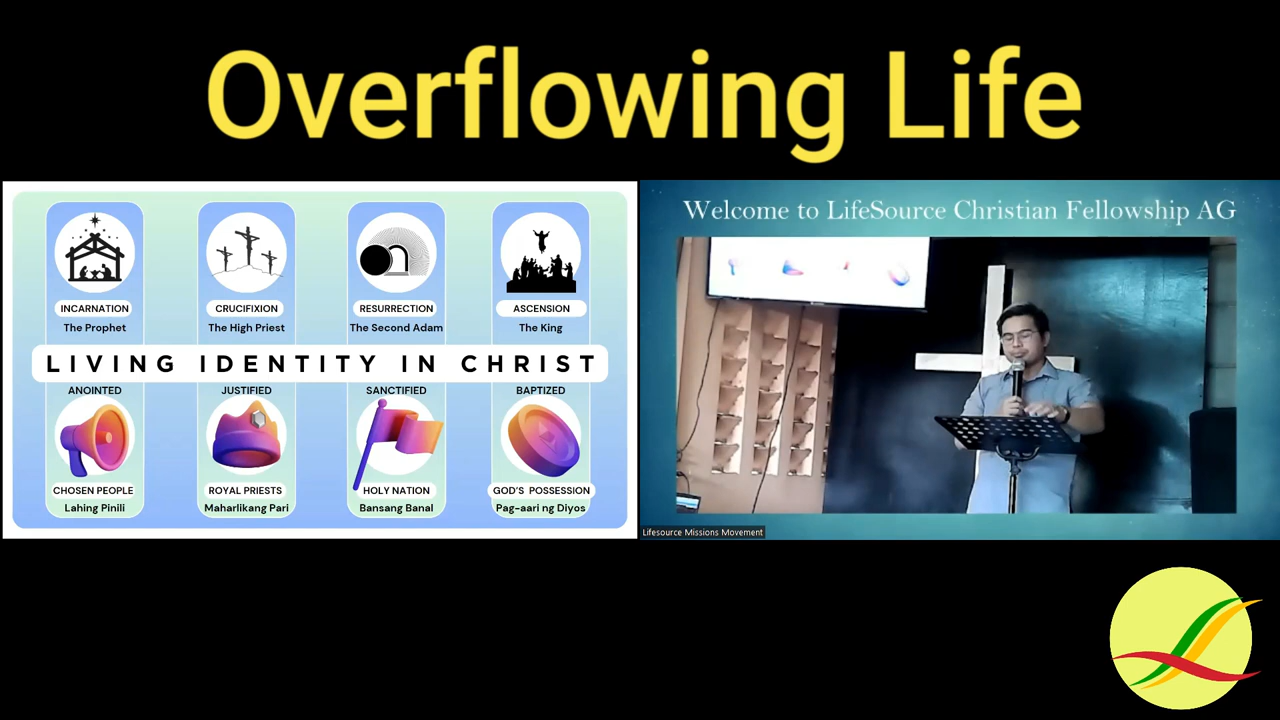 Overflowing Life
INCARNATION
The Prophet
CRUCIFIXION
The High Priest
RESURRECTION
The Second Adam
ASCENSION
The King
LIVING IDENTITY IN CHRIST
ANOINTED
JUSTIFIED
SANCTIFIED
BAPTIZED
CHOSEN PEOPLE
Lahing Pinili
ROYAL PRIESTS
Maharlikang Pari
HOLY NATION
Bansang Banal
GOD'S POSSESSION
Pag-aari ng Diyos
Welcome to LifeSource Christian Fellowship AG
Lifesource Missions Movement